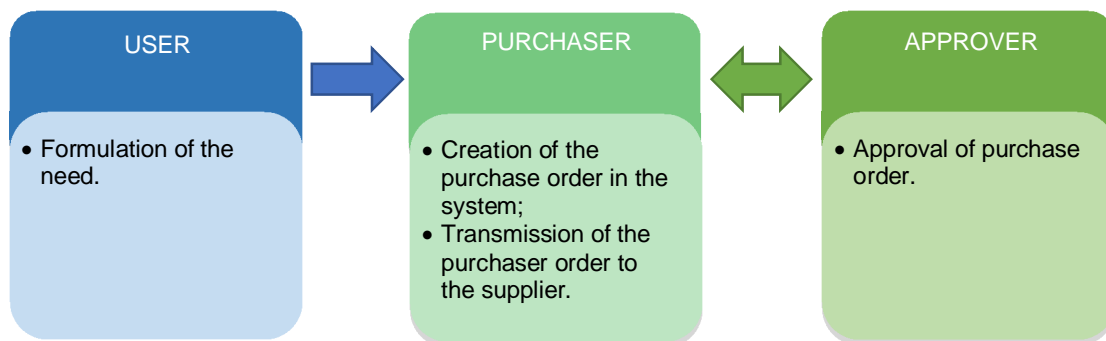 USER
• Formulation of the
need.
PURCHASER
• Creation of the
purchase order in the
system;
• Transmission of the
purchaser order to
the supplier.
APPROVER
• Approval of purchase
order.